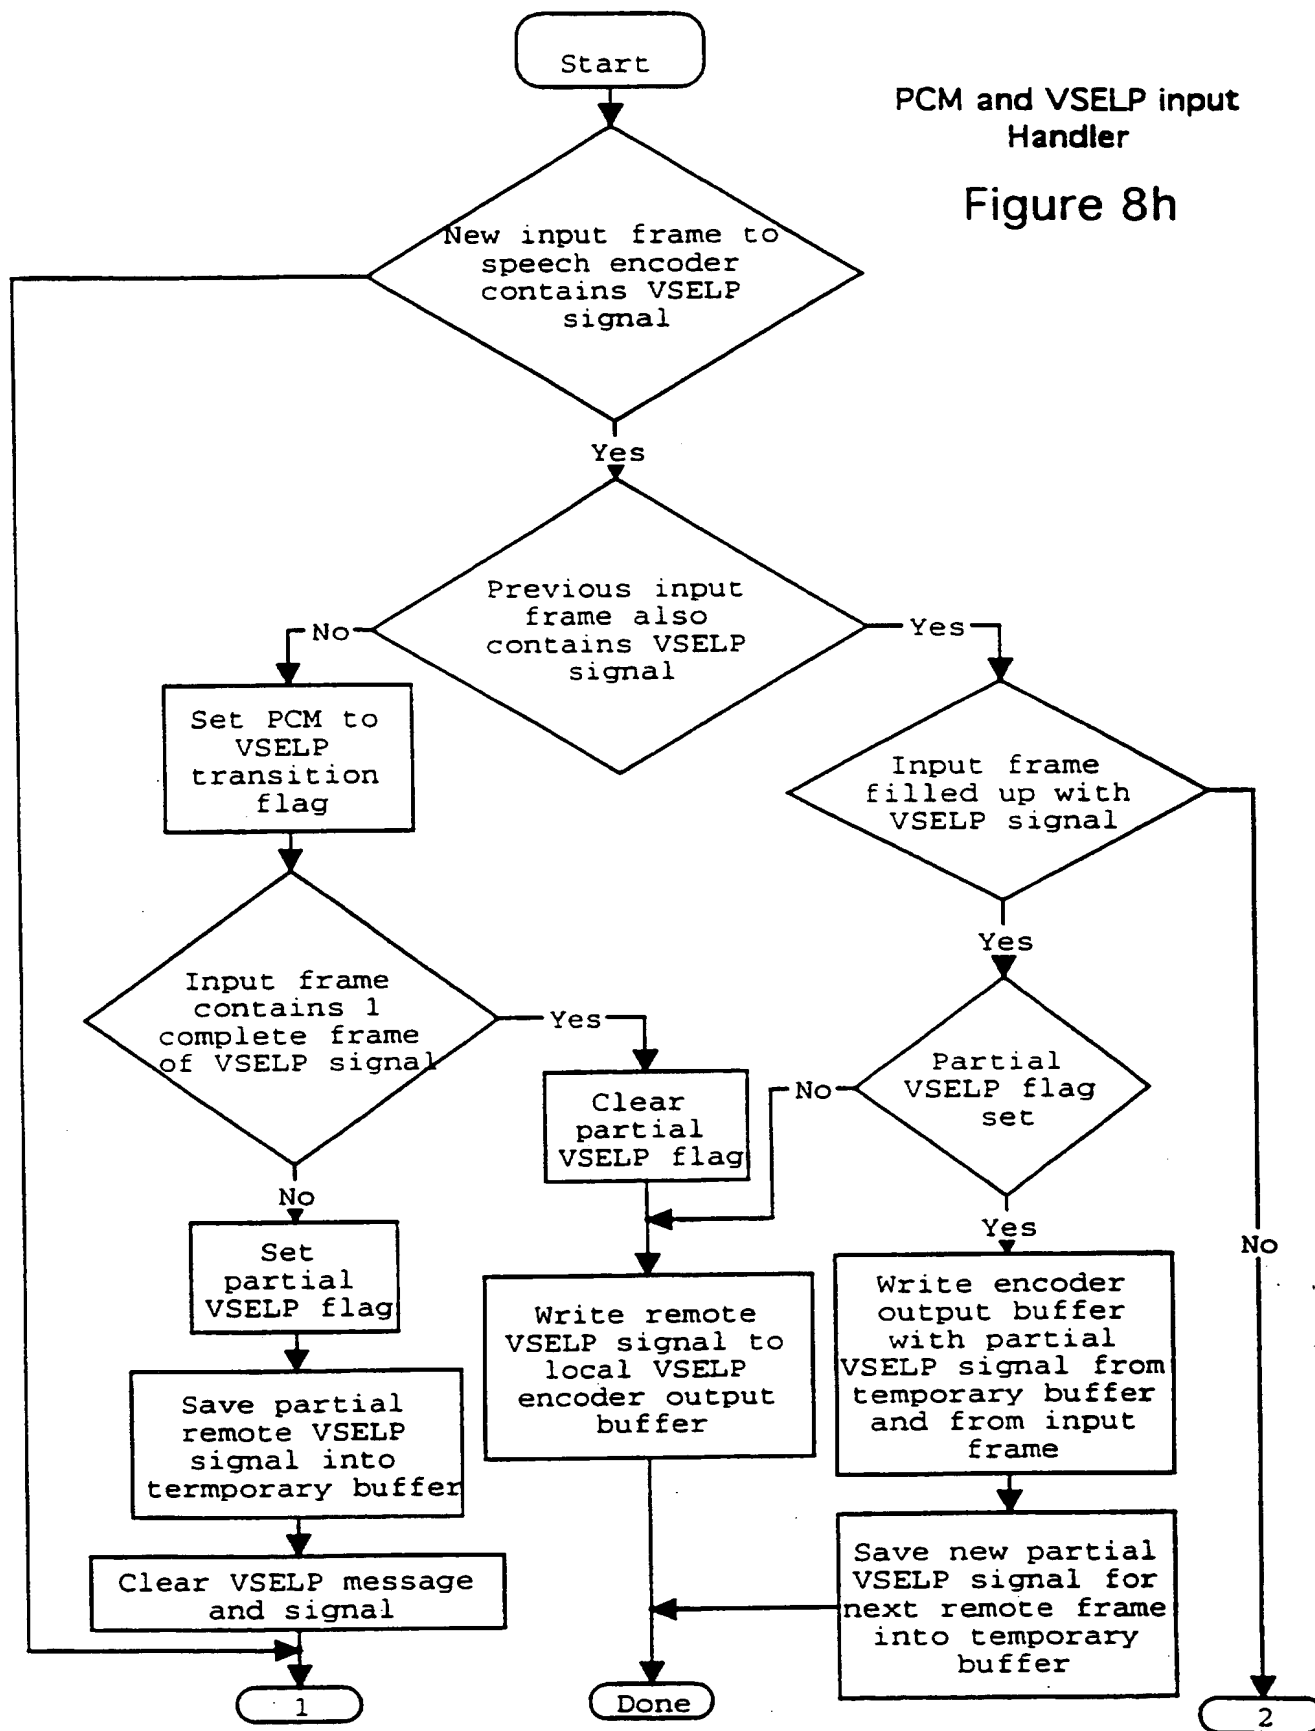 Start
PCM and VSELP input
Handler
Figure 8h
New input frame to
speech encoder
contains VSELP
signal
Yes
Previous input
frame also
contains VSELP
signal
No
Yes
Set PCM to
VSELP
transition
flag
Input frame
filled up with
VSELP signal
Yes
Input frame
contains 1
complete frame
of VSELP signal
Yes
Clear
partial
VSELP flag
No
Partial
VSELP flag
set
No
Yes
No
Set
partial
VSELP flag
Write remote
VSELP signal to
local VSELP
encoder output
buffer
Write encoder
output buffer
with partial
VSELP signal from
temporary buffer
and from input
frame
Save partial
remote VSELP
signal into
termporary buffer
Save new partial
VSELP signal for
next remote frame
into temporary
buffer
Clear VSELP message
and signal
1
Done
2